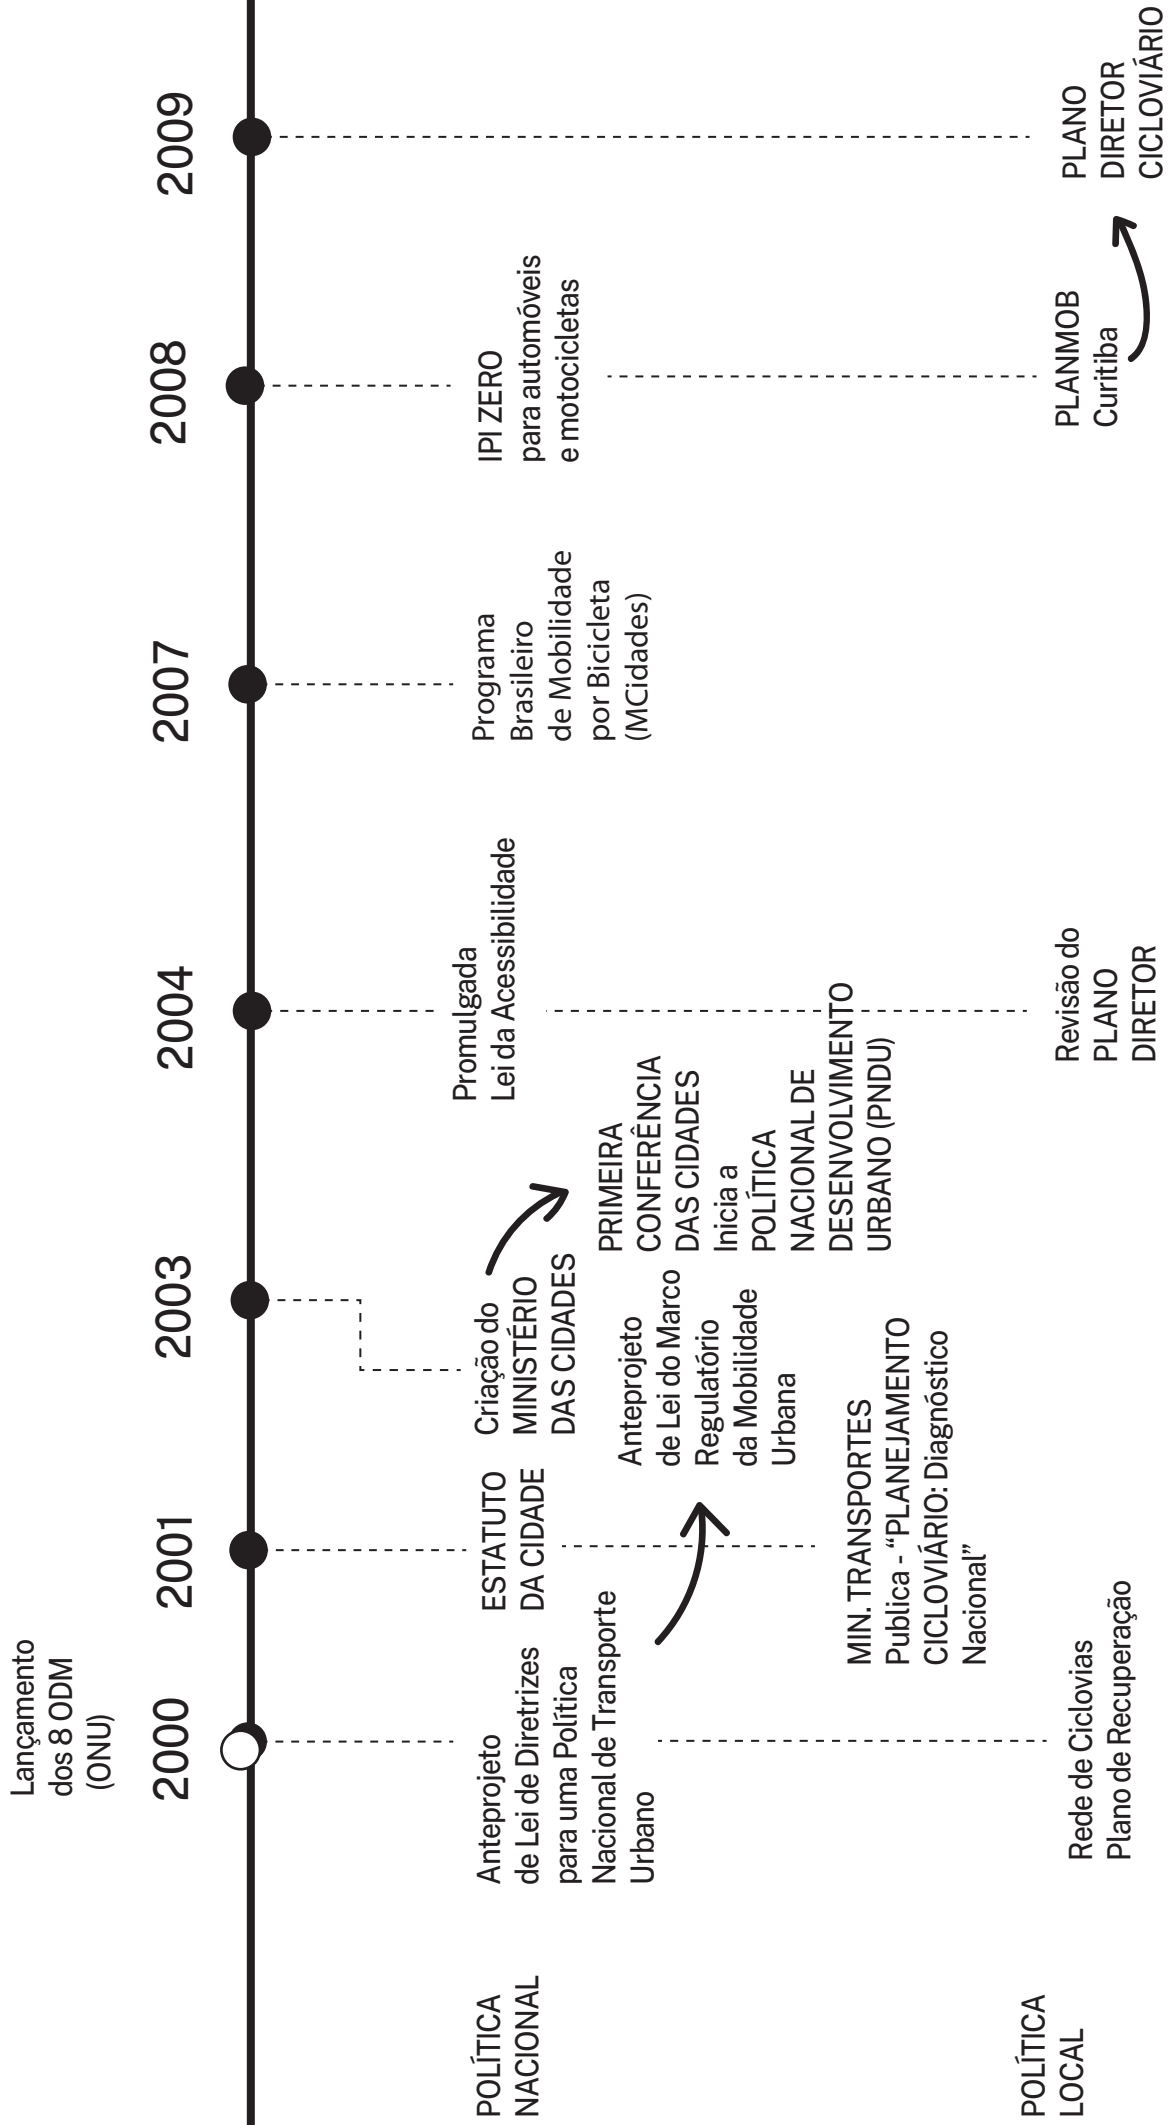 Lançamento
dos 8 ODM
(ONU)
2000
2001
2003
2004
2007
2008
2009
POLÍTICA
NACIONAL
Anteprojeto
de Lei de Diretrizes
para uma Política
Nacional de Transporte
Urbano
ESTATUTO
DA CIDADE
Criação do
MINISTÉRIO
DAS CIDADES
Anteprojeto
de Lei do Marco
Regulatório
da Mobilidade
Urbana
MIN. TRANSPORTES
Publica - “PLANEJAMENTO
CICLOVIÁRIO: Diagnóstico
Nacional”
PRIMEIRA
CONFERÊNCIA
DAS CIDADES
Inicia a
POLÍTICA
NACIONAL DE
DESENVOLVIMENTO
URBANO (PNDU)
Promulgada
Lei da Acessibilidade
Programa
Brasileiro
de Mobilidade
por Bicicleta
(MCidades)
IPI ZERO
para automóveis
e motocicletas
POLÍTICA
LOCAL
Rede de Ciclovias
Plano de Recuperação
Revisão do
PLANO
DIRETOR
PLANMOB
Curitiba
PLANO
DIRETOR
CICLOVIÁRIO